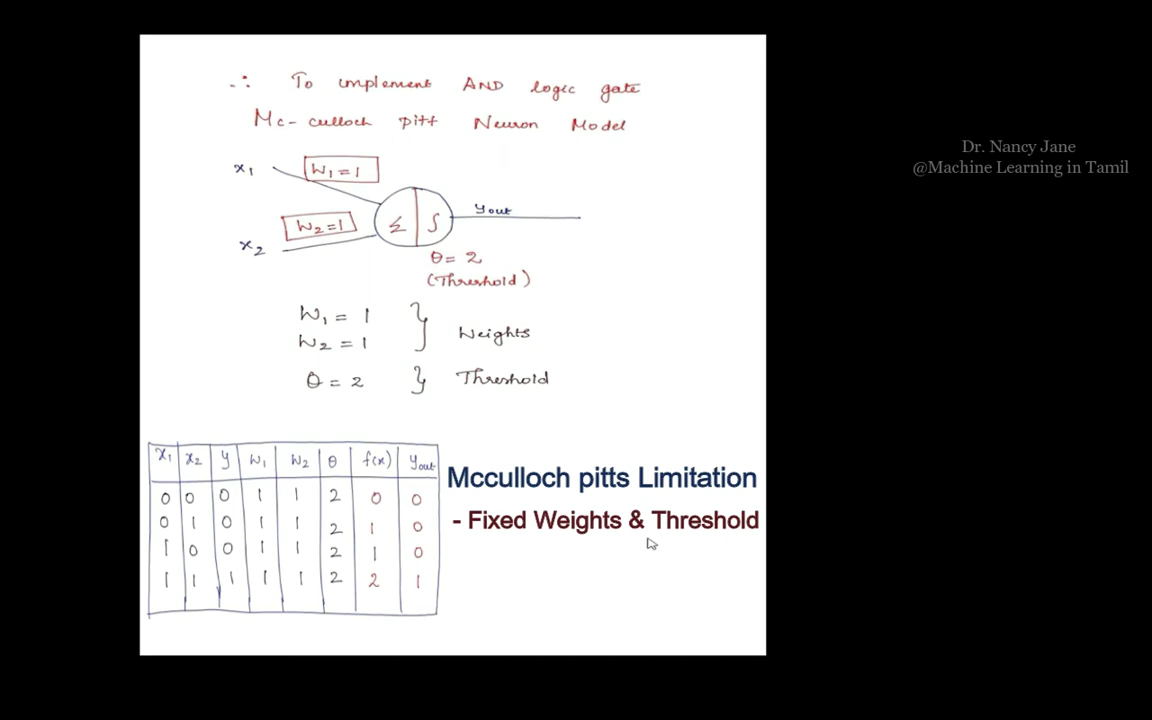 ∴ To implement AND logic gate
Mc-culloch pitt Neuron Model
Dr. Nancy Jane
@Machine Learning in Tamil
x1 W1=1
yout
Σ ∫
W2=1
x2
θ= 2
(Threshold)
W1 = 1 } Weights
W2 = 1
θ = 2 } Threshold
x1 x2 y W1 W2 θ f(x) yout
0 0 0 1 1 2 0 0
0 1 0 1 1 2 1 0
1 0 0 1 1 2 1 0
1 1 1 1 1 2 2 1
Mcculloch pitts Limitation
- Fixed Weights & Threshold